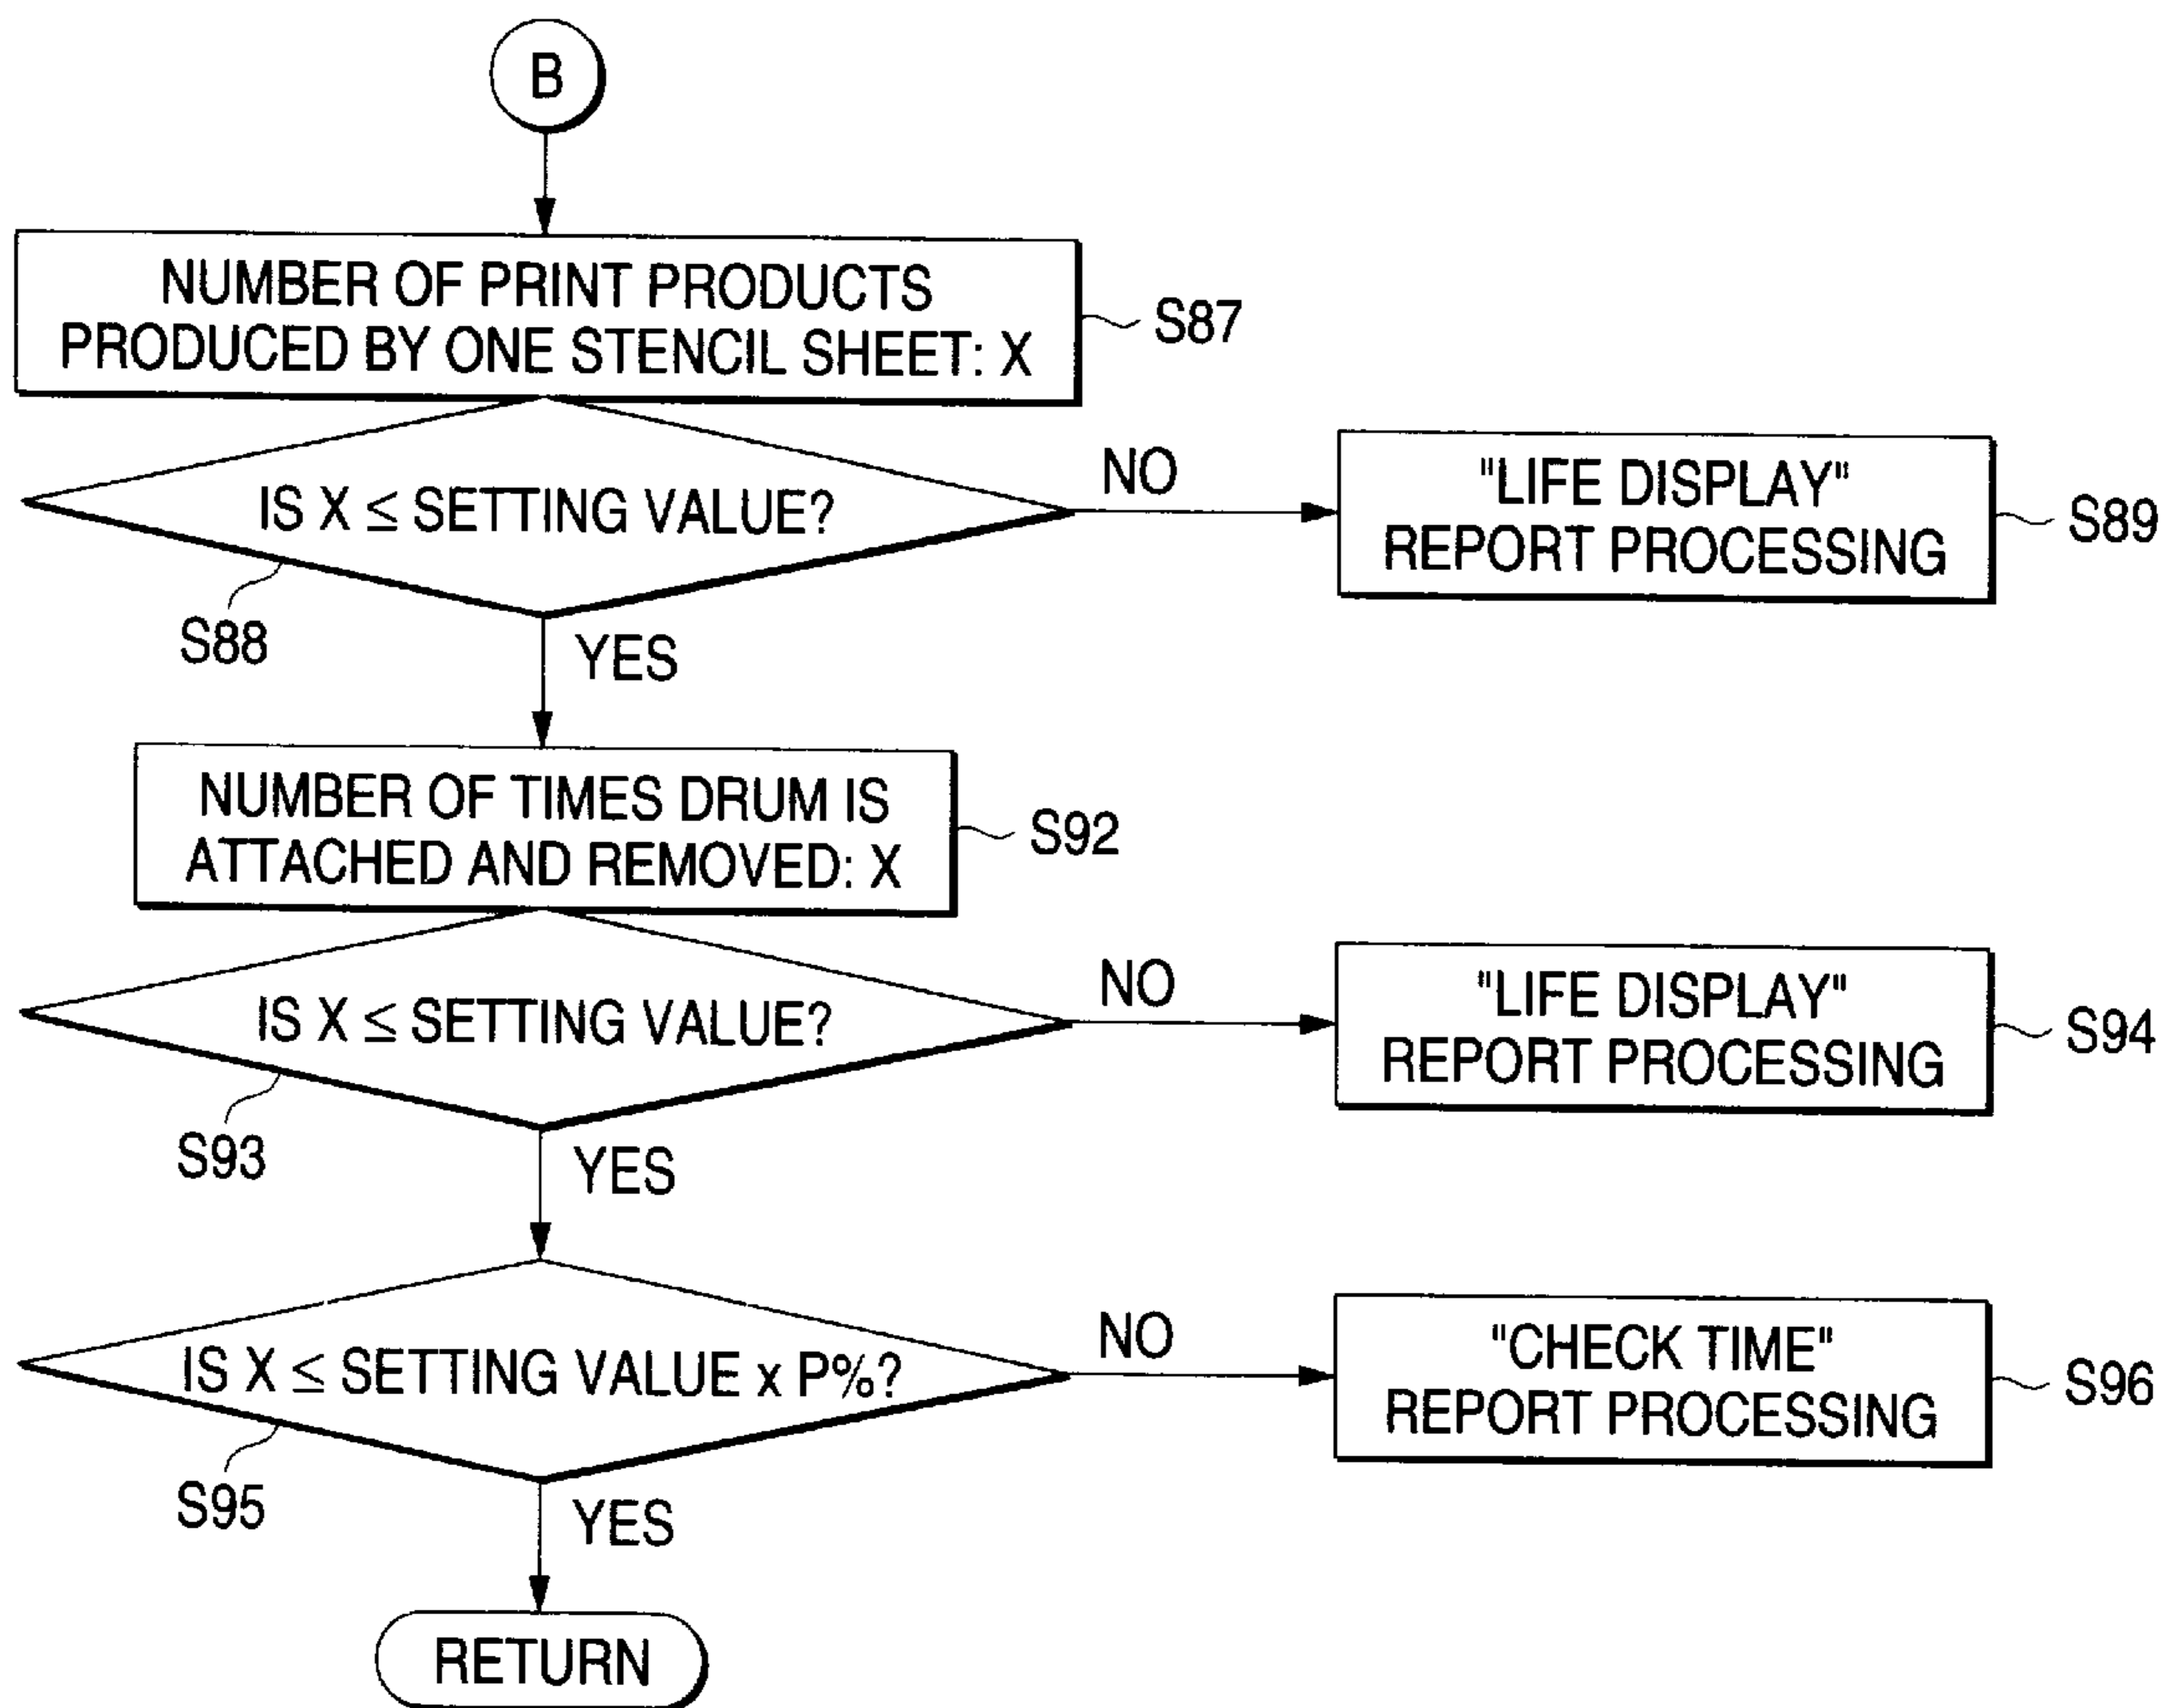 B
NUMBER OF PRINT PRODUCTS
PRODUCED BY ONE STENCIL SHEET: X
S87
IS X ≤ SETTING VALUE?
NO
"LIFE DISPLAY"
REPORT PROCESSING
S89
S88
YES
NUMBER OF TIMES DRUM IS
ATTACHED AND REMOVED: X
S92
IS X ≤ SETTING VALUE?
NO
"LIFE DISPLAY"
REPORT PROCESSING
S94
S93
YES
IS X ≤ SETTING VALUE x P%?
NO
"CHECK TIME"
REPORT PROCESSING
S96
S95
YES
RETURN